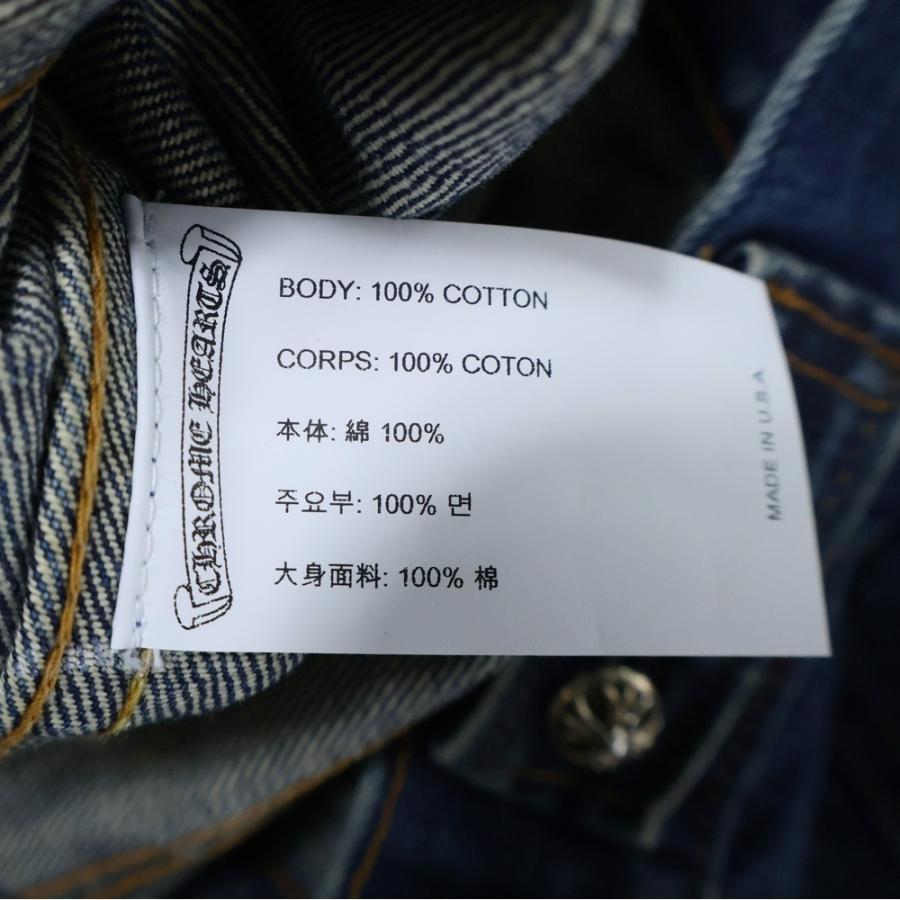 CHROME HEARTS
BODY: 100% COTTON
CORPS: 100% COTON
本体: 綿 100%
주요부: 100% 면
大身面料: 100% 棉
MADE IN U.S.A.